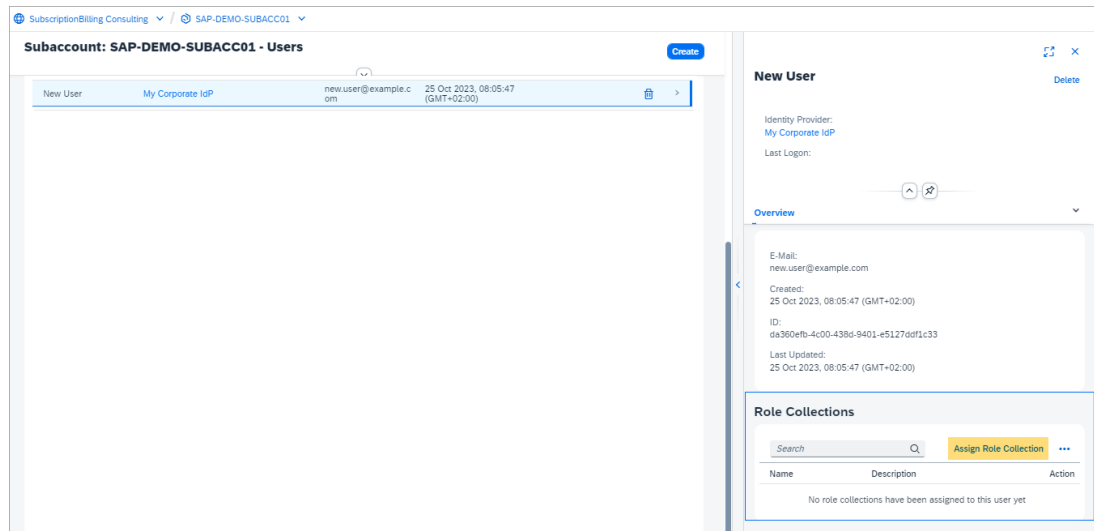 SubscriptionBilling Consulting / SAP-DEMO-SUBACC01
Subaccount: SAP-DEMO-SUBACC01 - Users
Create
New User My Corporate IdP new.user@example.c 25 Oct 2023, 08:05:47
om (GMT+02:00)
New User
Delete
Identity Provider:
My Corporate IdP
Last Logon:
Overview
E-Mail:
new.user@example.com
Created:
25 Oct 2023, 08:05:47 (GMT+02:00)
ID:
da360efb-4c00-438d-9401-e5127ddf1c33
Last Updated:
25 Oct 2023, 08:05:47 (GMT+02:00)
Role Collections
Search Assign Role Collection
Name Description Action
No role collections have been assigned to this user yet